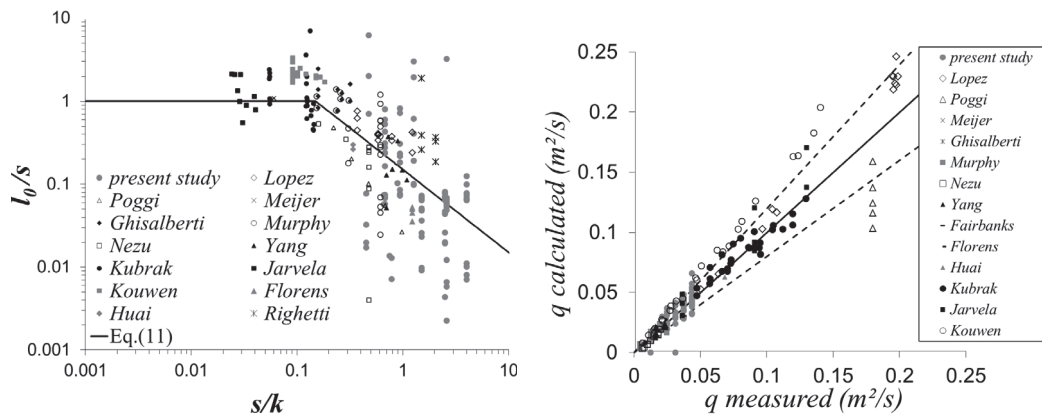 10
1
0.1
0.01
0.001
l₀/s
present study
Lopez
Poggi
Meijer
Ghisalberti
Murphy
Nezu
Yang
Kubrak
Jarvela
Kouwen
Florens
Huai
Righetti
Eq.(11)
0.001 0.01 0.1 1 10
s/k
0.25
0.2
0.15
0.1
0.05
0
q calculated (m²/s)
0 0.05 0.1 0.15 0.2 0.25
q measured (m²/s)
present study
Lopez
Poggi
Meijer
Ghisalberti
Murphy
Nezu
Yang
Fairbanks
Florens
Huai
Kubrak
Jarvela
Kouwen